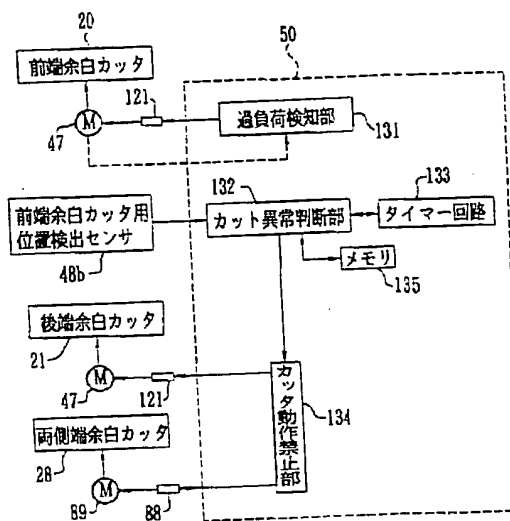 20
50
前端余白カッタ
121
M
47
過負荷検知部
131
132
133
前端余白カッタ用
位置検出センサ
48b
カット異常判断部
タイマー回路
メモリ
135
後端余白カッタ
21
M
47
121
両側端余白カッタ
28
M
89
88
カッタ動作禁止部
134